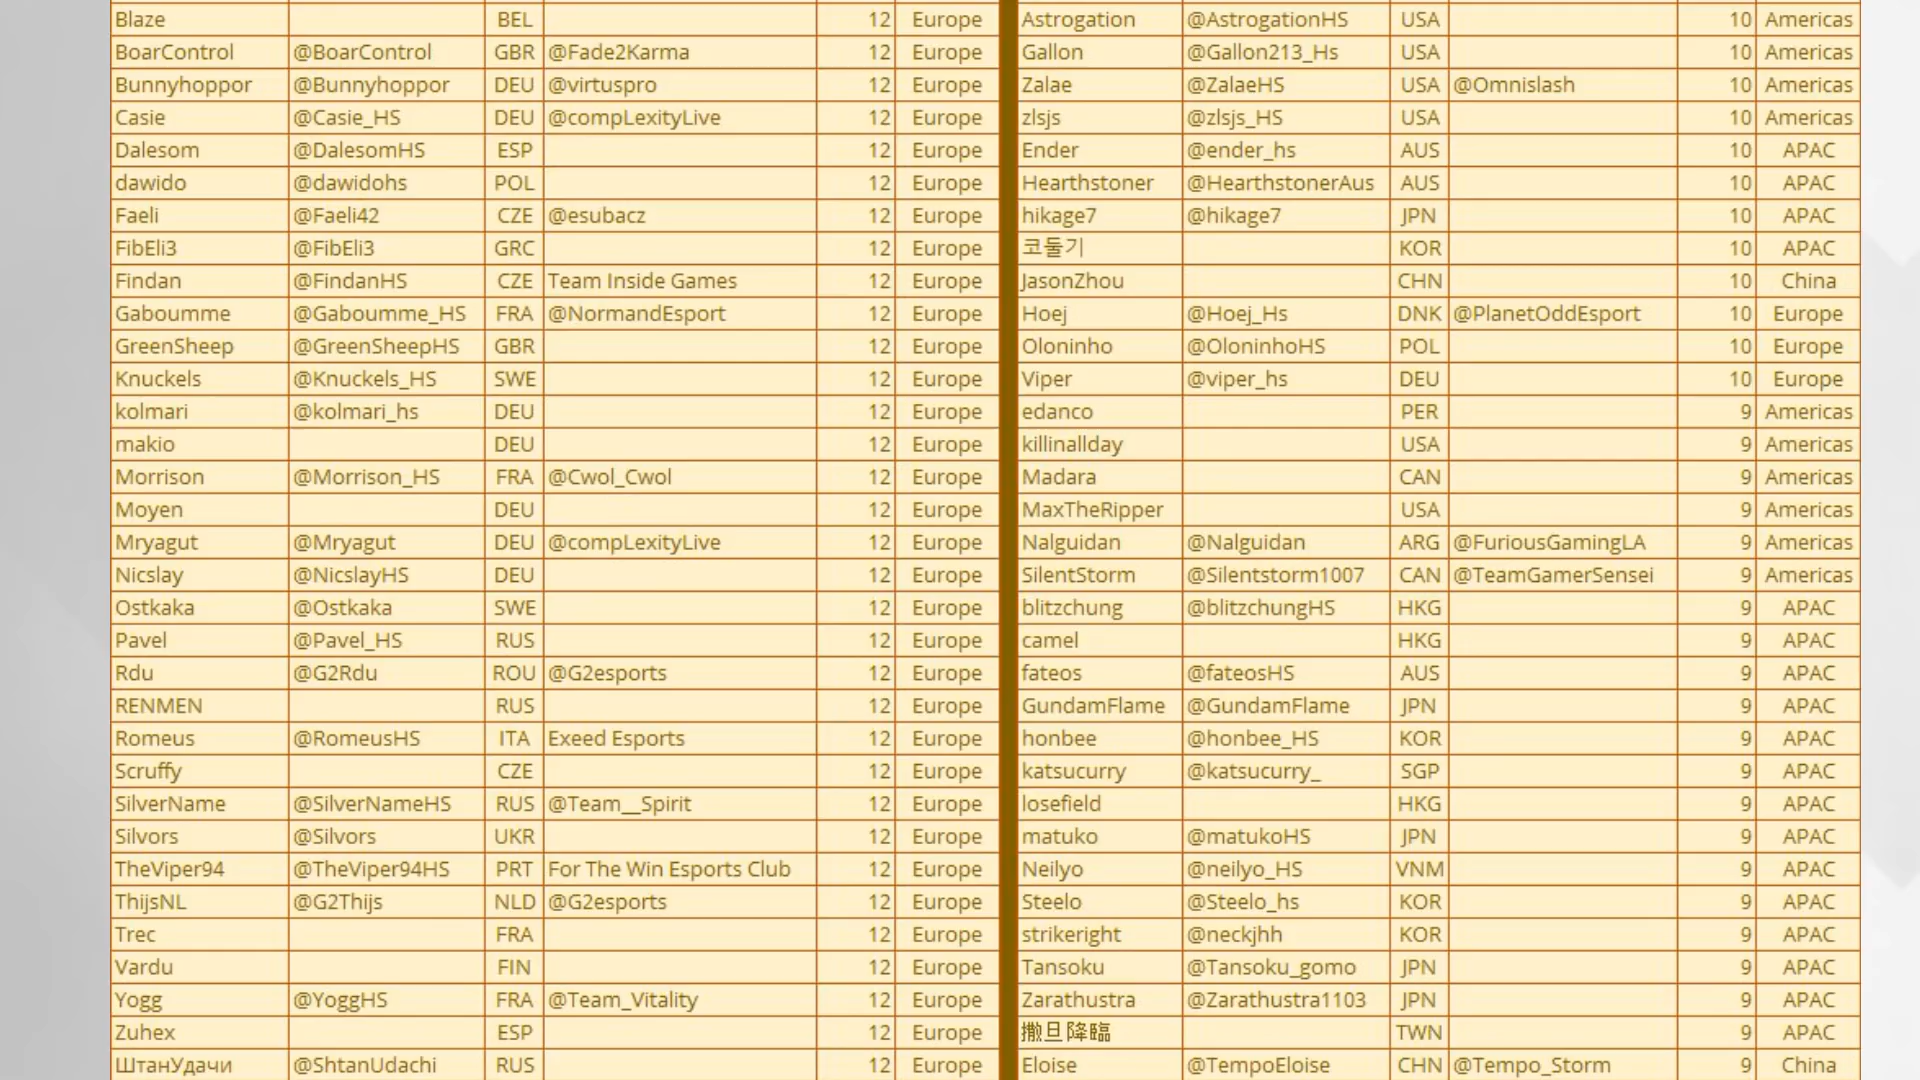 Blaze BEL 12 Europe Astrogation @AstrogationHS USA 10 Americas
BoarControl @BoarControl GBR @Fade2Karma 12 Europe Gallon @Gallon213_Hs USA 10 Americas
Bunnyhoppor @Bunnyhoppor DEU @virtuspro 12 Europe Zalae @ZalaeHS USA @Omnislash 10 Americas
Casie @Casie_HS DEU @compLexityLive 12 Europe zlsjs @zlsjs_HS USA 10 Americas
Dalesom @DalesomHS ESP 12 Europe Ender @ender_hs AUS 10 APAC
dawido @dawidohs POL 12 Europe Hearthstoner @HearthstonerAus AUS 10 APAC
Faeli @Faeli42 CZE @esubacz 12 Europe hikage7 @hikage7 JPN 10 APAC
FibEli3 @FibEli3 GRC 12 Europe 코둘기 KOR 10 APAC
Findan @FindanHS CZE Team Inside Games 12 Europe JasonZhou CHN 10 China
Gaboumme @Gaboumme_HS FRA @NormandEsport 12 Europe Hoej @Hoej_Hs DNK @PlanetOddEsport 10 Europe
GreenSheep @GreenSheepHS GBR 12 Europe Oloninho @OloninhoHS POL 10 Europe
Knuckels @Knuckels_HS SWE 12 Europe Viper @viper_hs DEU 10 Europe
kolmari @kolmari_hs DEU 12 Europe edanco PER 9 Americas
makio DEU 12 Europe killinallday USA 9 Americas
Morrison @Morrison_HS FRA @Cwol_Cwol 12 Europe Madara CAN 9 Americas
Moyen DEU 12 Europe MaxTheRipper USA 9 Americas
Mryagut @Mryagut DEU @compLexityLive 12 Europe Nalguidan @Nalguidan ARG @FuriousGamingLA 9 Americas
Nicslay @NicslayHS DEU 12 Europe SilentStorm @Silentstorm1007 CAN @TeamGamerSensei 9 Americas
Ostkaka @Ostkaka SWE 12 Europe blitzchung @blitzchungHS HKG 9 APAC
Pavel @Pavel_HS RUS 12 Europe camel HKG 9 APAC
Rdu @G2Rdu ROU @G2esports 12 Europe fateos @fateosHS AUS 9 APAC
RENMEN RUS 12 Europe GundamFlame @GundamFlame JPN 9 APAC
Romeus @RomeusHS ITA Exeed Esports 12 Europe honbee @honbee_HS KOR 9 APAC
Scruffy CZE 12 Europe katsucurry @katsucurry_ SGP 9 APAC
SilverName @SilverNameHS RUS @Team__Spirit 12 Europe losefield HKG 9 APAC
Silvors @Silvors UKR 12 Europe matuko @matukoHS JPN 9 APAC
TheViper94 @TheViper94HS PRT For The Win Esports Club 12 Europe Neilyo @neilyo_HS VNM 9 APAC
ThijsNL @G2Thijs NLD @G2esports 12 Europe Steelo @Steelo_hs KOR 9 APAC
Trec FRA 12 Europe strikeright @neckjhh KOR 9 APAC
Vardu FIN 12 Europe Tansoku @Tansoku_gomo JPN 9 APAC
Yogg @YoggHS FRA @Team_Vitality 12 Europe Zarathustra @Zarathustra1103 JPN 9 APAC
Zuhex ESP 12 Europe 撒旦降臨 TWN 9 APAC
ШтанУдачи @ShtanUdachi RUS 12 Europe Eloise @TempoEloise CHN @Tempo_Storm 9 China